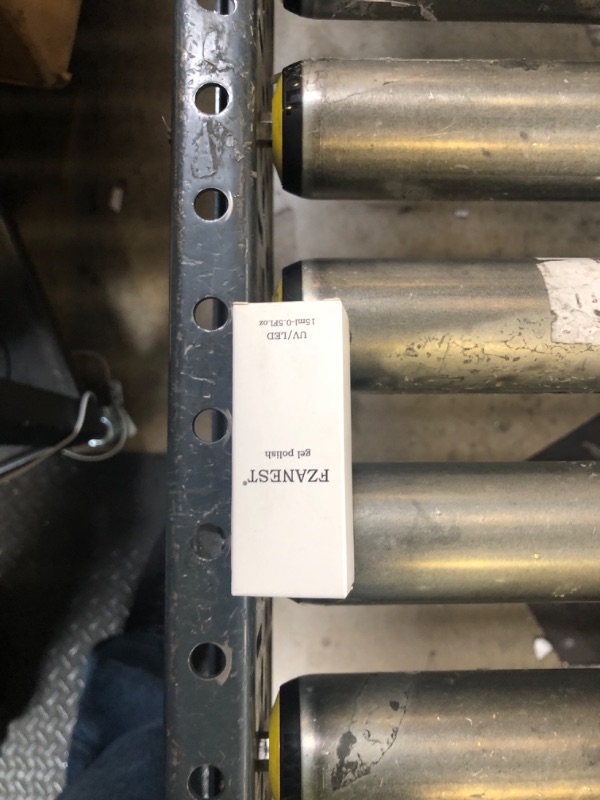 FZANEST®
gel polish
UV/LED
15ml-0.5Fl.oz